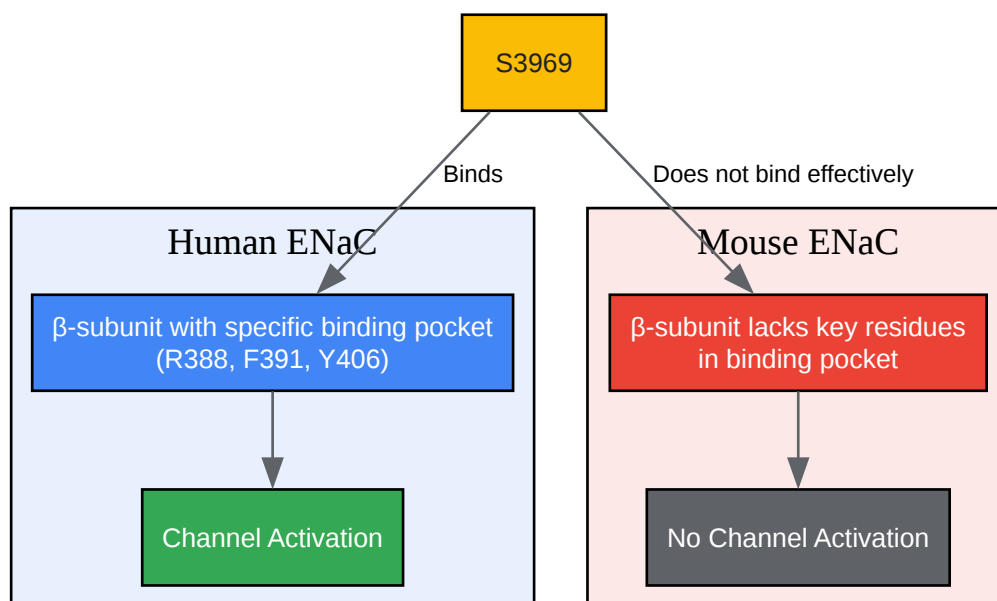 S3969
Binds
Does not bind effectively
Human ENaC
β-subunit with specific binding pocket
(R388, F391, Y406)
Channel Activation
Mouse ENaC
β-subunit lacks key residues
in binding pocket
No Channel Activation